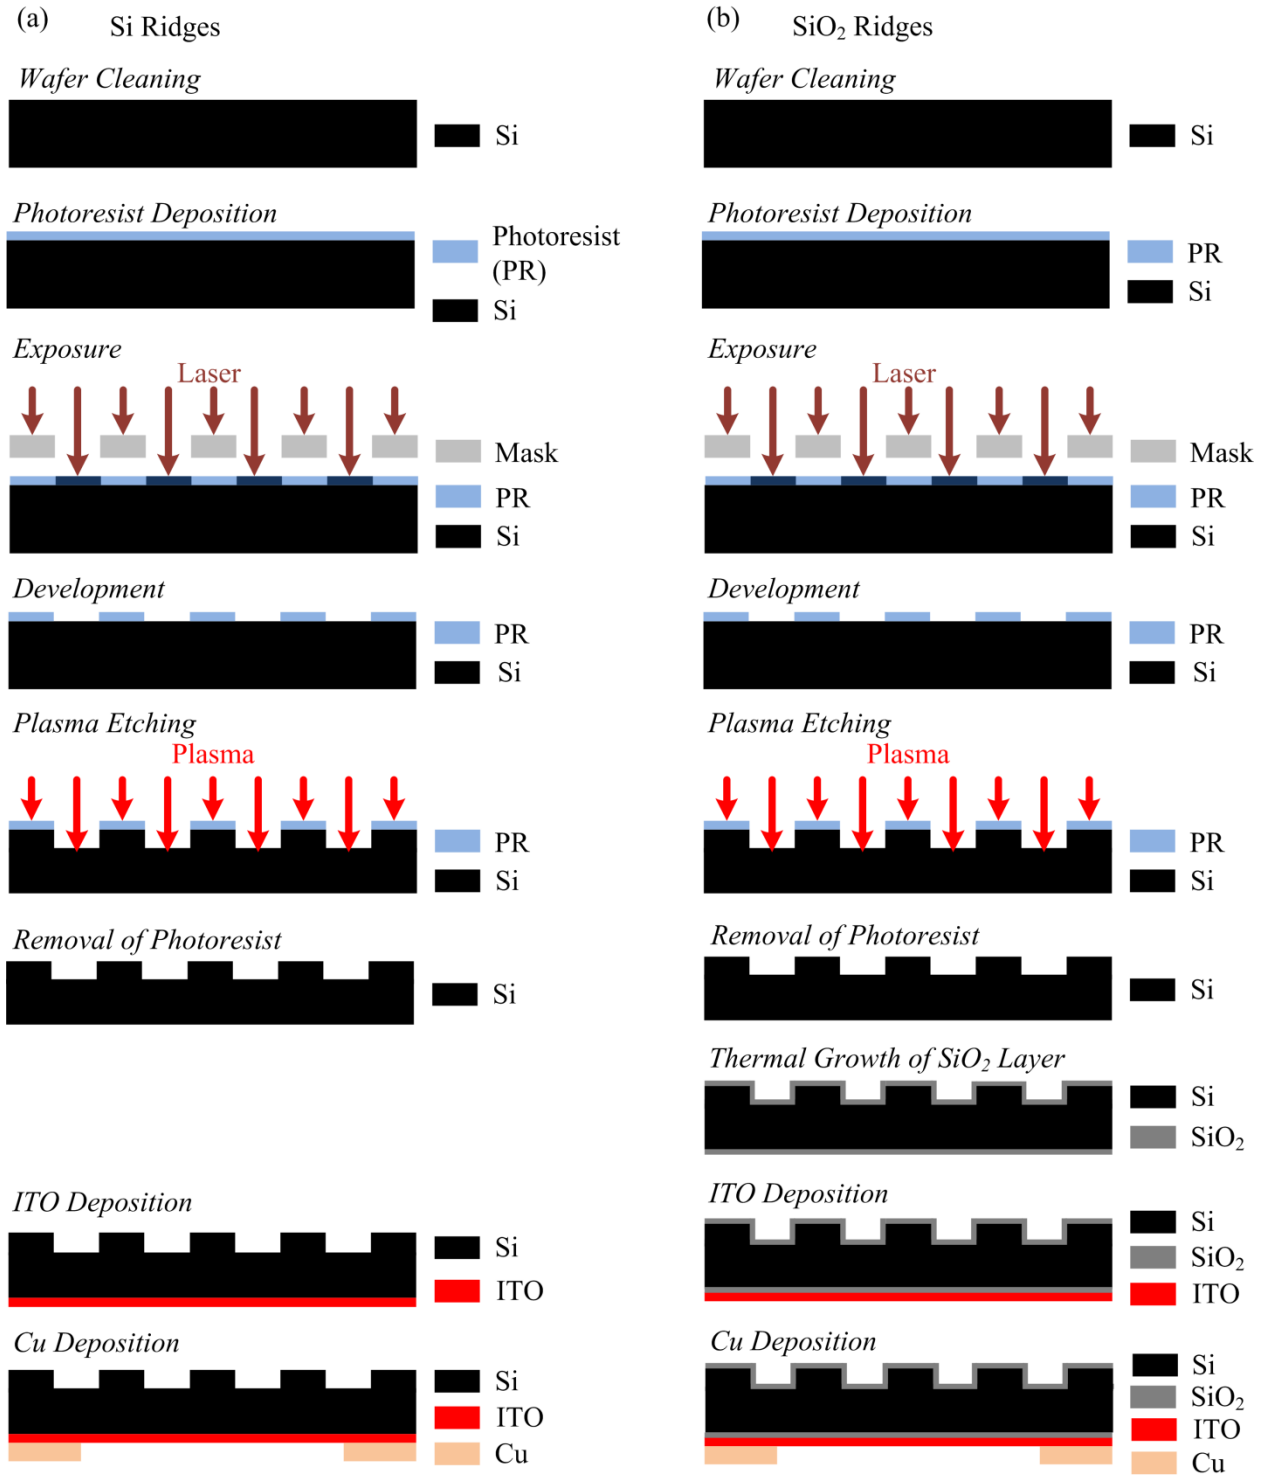 (a)
Si Ridges
Wafer Cleaning
Si
Photoresist Deposition
Photoresist
(PR)
Si
Exposure
Laser
Mask
PR
Si
Development
PR
Si
Plasma Etching
Plasma
PR
Si
Removal of Photoresist
Si
ITO Deposition
Si
ITO
Cu Deposition
Si
ITO
Cu
(b)
SiO₂ Ridges
Wafer Cleaning
Si
Photoresist Deposition
PR
Si
Exposure
Laser
Mask
PR
Si
Development
PR
Si
Plasma Etching
Plasma
PR
Si
Removal of Photoresist
Si
Thermal Growth of SiO₂ Layer
Si
SiO₂
ITO Deposition
Si
SiO₂
ITO
Cu Deposition
Si
SiO₂
ITO
Cu